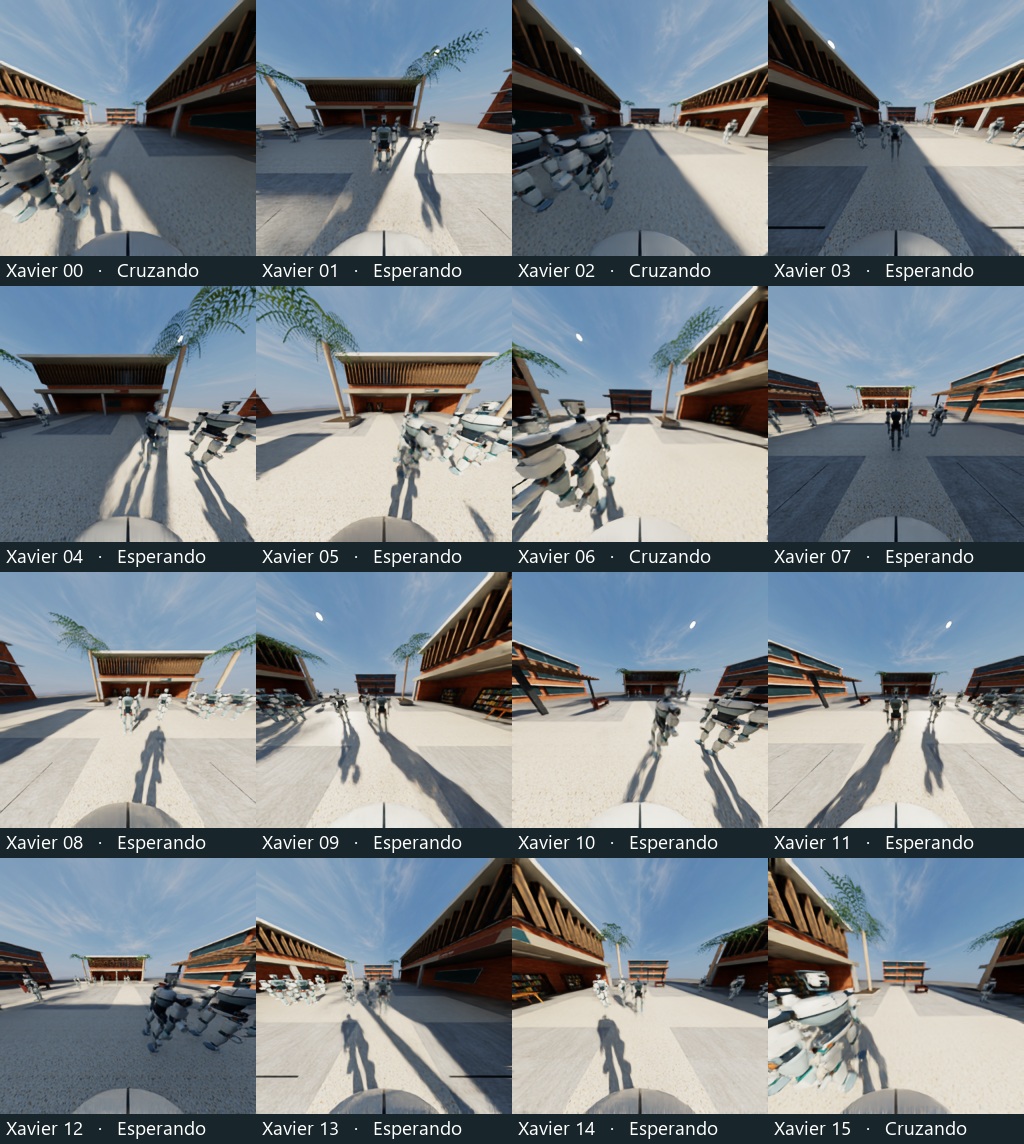 Xavier 00 · Cruzando
Xavier 01 · Esperando
Xavier 02 · Cruzando
Xavier 03 · Esperando
Xavier 04 · Esperando
Xavier 05 · Esperando
Xavier 06 · Cruzando
Xavier 07 · Esperando
Xavier 08 · Esperando
Xavier 09 · Esperando
Xavier 10 · Esperando
Xavier 11 · Esperando
Xavier 12 · Esperando
Xavier 13 · Esperando
Xavier 14 · Esperando
Xavier 15 · Cruzando